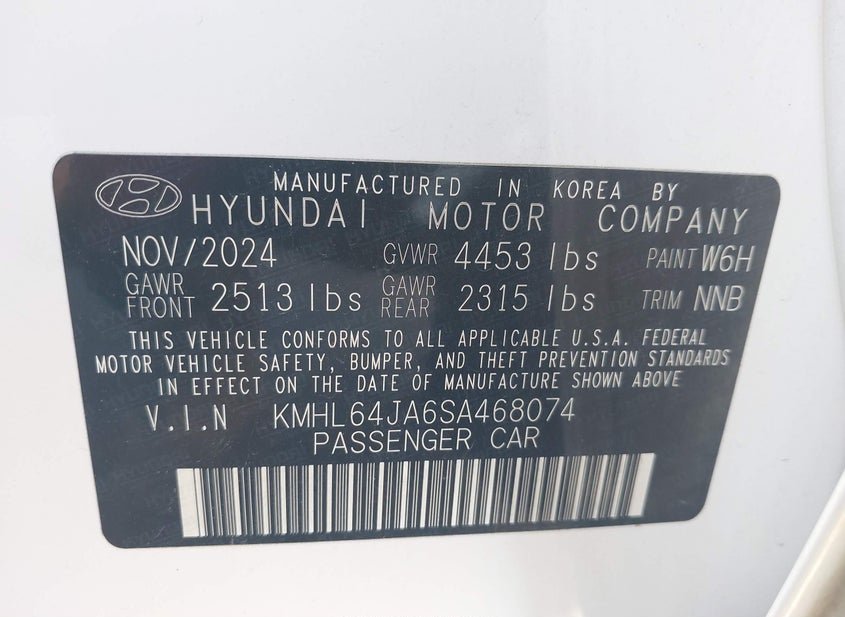 MANUFACTURED IN KOREA BY
HYUNDAI MOTOR COMPANY
NOV/2024 GVWR 4453 lbs PAINT W6H
GAWR FRONT 2513 lbs GAWR REAR 2315 lbs TRIM NNB
THIS VEHICLE CONFORMS TO ALL APPLICABLE U.S.A. FEDERAL
MOTOR VEHICLE SAFETY, BUMPER, AND THEFT PREVENTION STANDARDS
IN EFFECT ON THE DATE OF MANUFACTURE SHOWN ABOVE
V.I.N KMHL64JA6SA468074
PASSENGER CAR